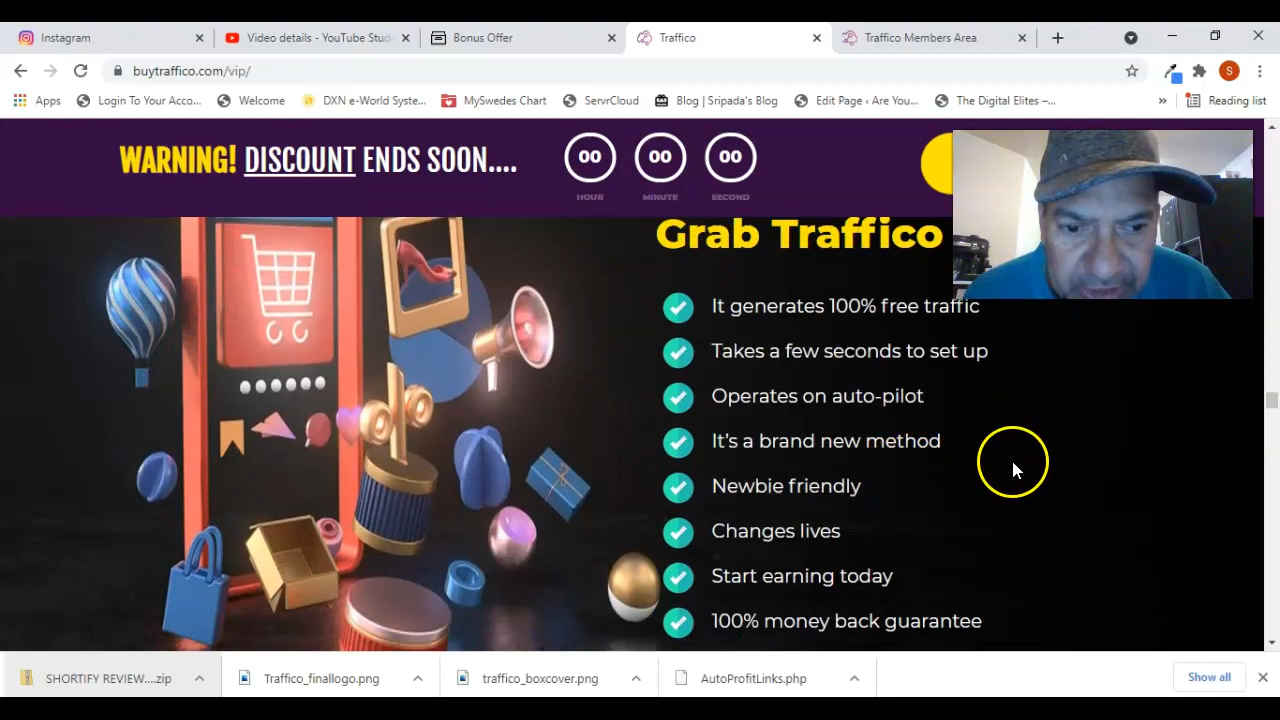 Instagram
Video details - YouTube Stud
Bonus Offer
Traffico
Traffico Members Area
buytraffico.com/vip/
Apps
Login To Your Acco...
Welcome
DXN e-World Syste...
MySwedes Chart
ServrCloud
Blog | Sripada's Blog
Edit Page ‹ Are You...
The Digital Elites –...
»
Reading list
S
WARNING! DISCOUNT ENDS SOON....
00 00 00
HOUR MINUTE SECOND
Grab Traffico
It generates 100% free traffic
Takes a few seconds to set up
Operates on auto-pilot
It's a brand new method
Newbie friendly
Changes lives
Start earning today
100% money back guarantee
SHORTIFY REVIEW....zip
Traffico_finallogo.png
traffico_boxcover.png
AutoProfitLinks.php
Show all